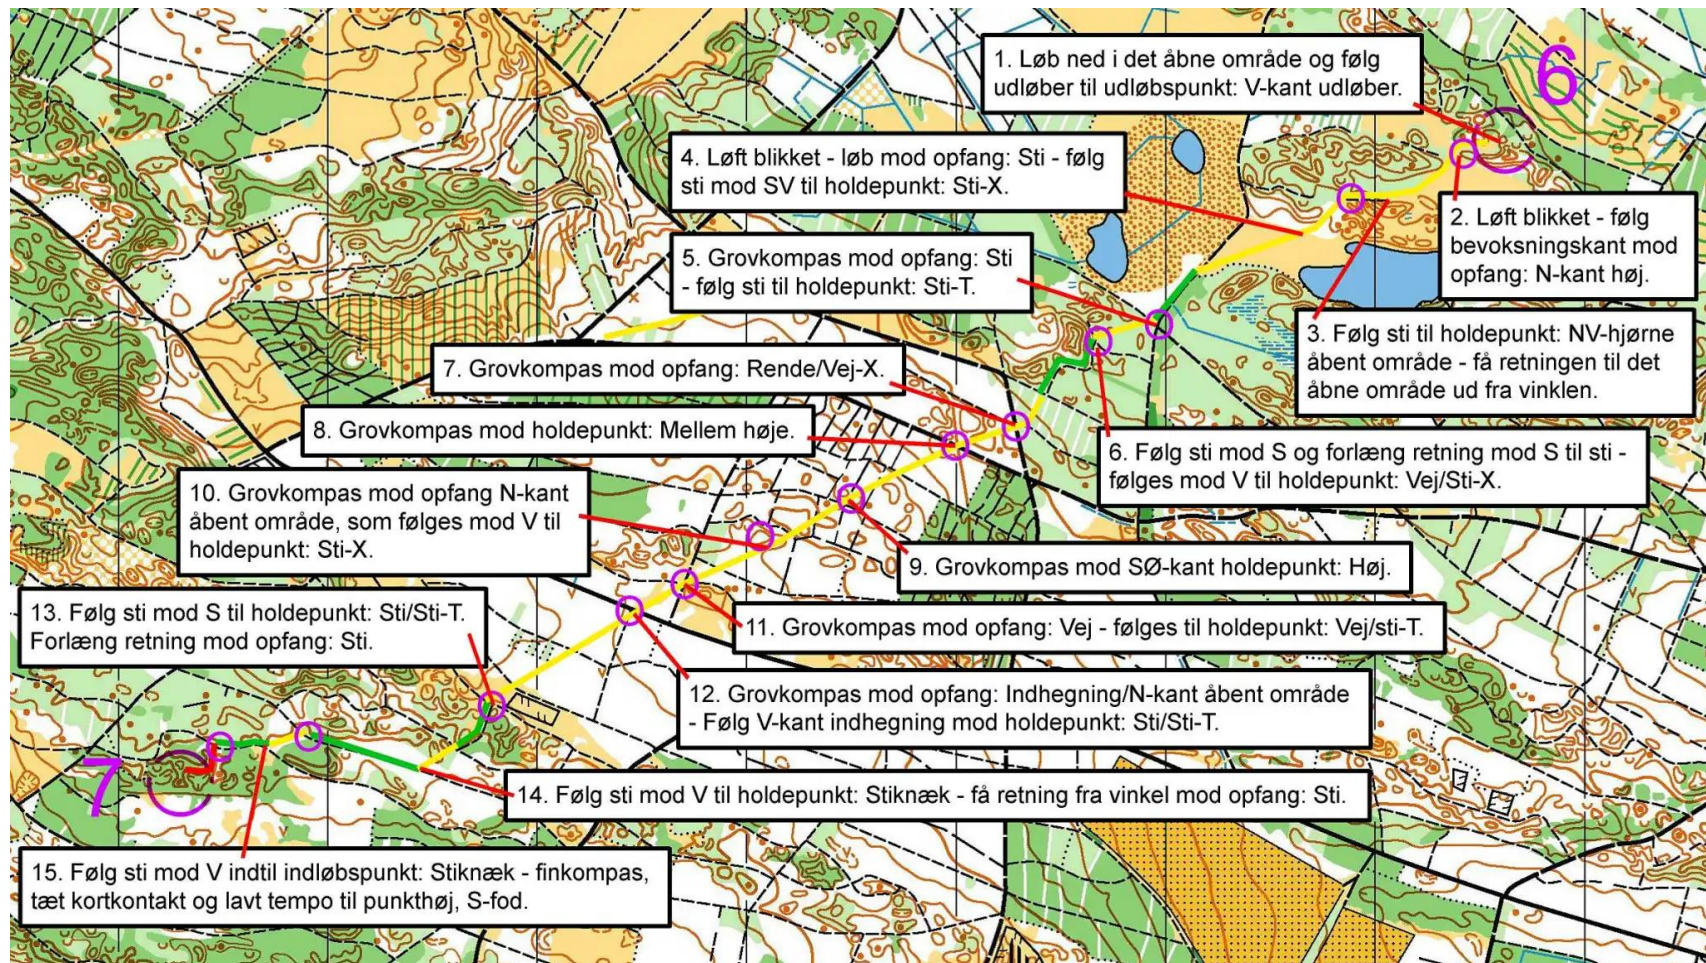 1. Løb ned i det åbne område og følg
udløber til udløbspunkt: V-kant udløber.
6
4. Løft blikket - løb mod opfang: Sti - følg
sti mod SV til holdepunkt: Sti-X.
2. Løft blikket - følg
bevoksningskant mod
opfang: N-kant høj.
5. Grovkompas mod opfang: Sti
- følg sti til holdepunkt: Sti-T.
3. Følg sti til holdepunkt: NV-hjørne
åbent område - få retningen til det
åbne område ud fra vinklen.
7. Grovkompas mod opfang: Rende/Vej-X.
8. Grovkompas mod holdepunkt: Mellem høje.
6. Følg sti mod S og forlæng retning mod S til sti -
følges mod V til holdepunkt: Vej/Sti-X.
10. Grovkompas mod opfang N-kant
åbent område, som følges mod V til
holdepunkt: Sti-X.
9. Grovkompas mod SØ-kant holdepunkt: Høj.
13. Følg sti mod S til holdepunkt: Sti/Sti-T.
Forlæng retning mod opfang: Sti.
11. Grovkompas mod opfang: Vej - følges til holdepunkt: Vej/sti-T.
12. Grovkompas mod opfang: Indhegning/N-kant åbent område
- Følg V-kant indhegning mod holdepunkt: Sti/Sti-T.
7
14. Følg sti mod V til holdepunkt: Stiknæk - få retning fra vinkel mod opfang: Sti.
15. Følg sti mod V indtil indløbspunkt: Stiknæk - finkompas,
tæt kortkontakt og lavt tempo til punkthøj, S-fod.